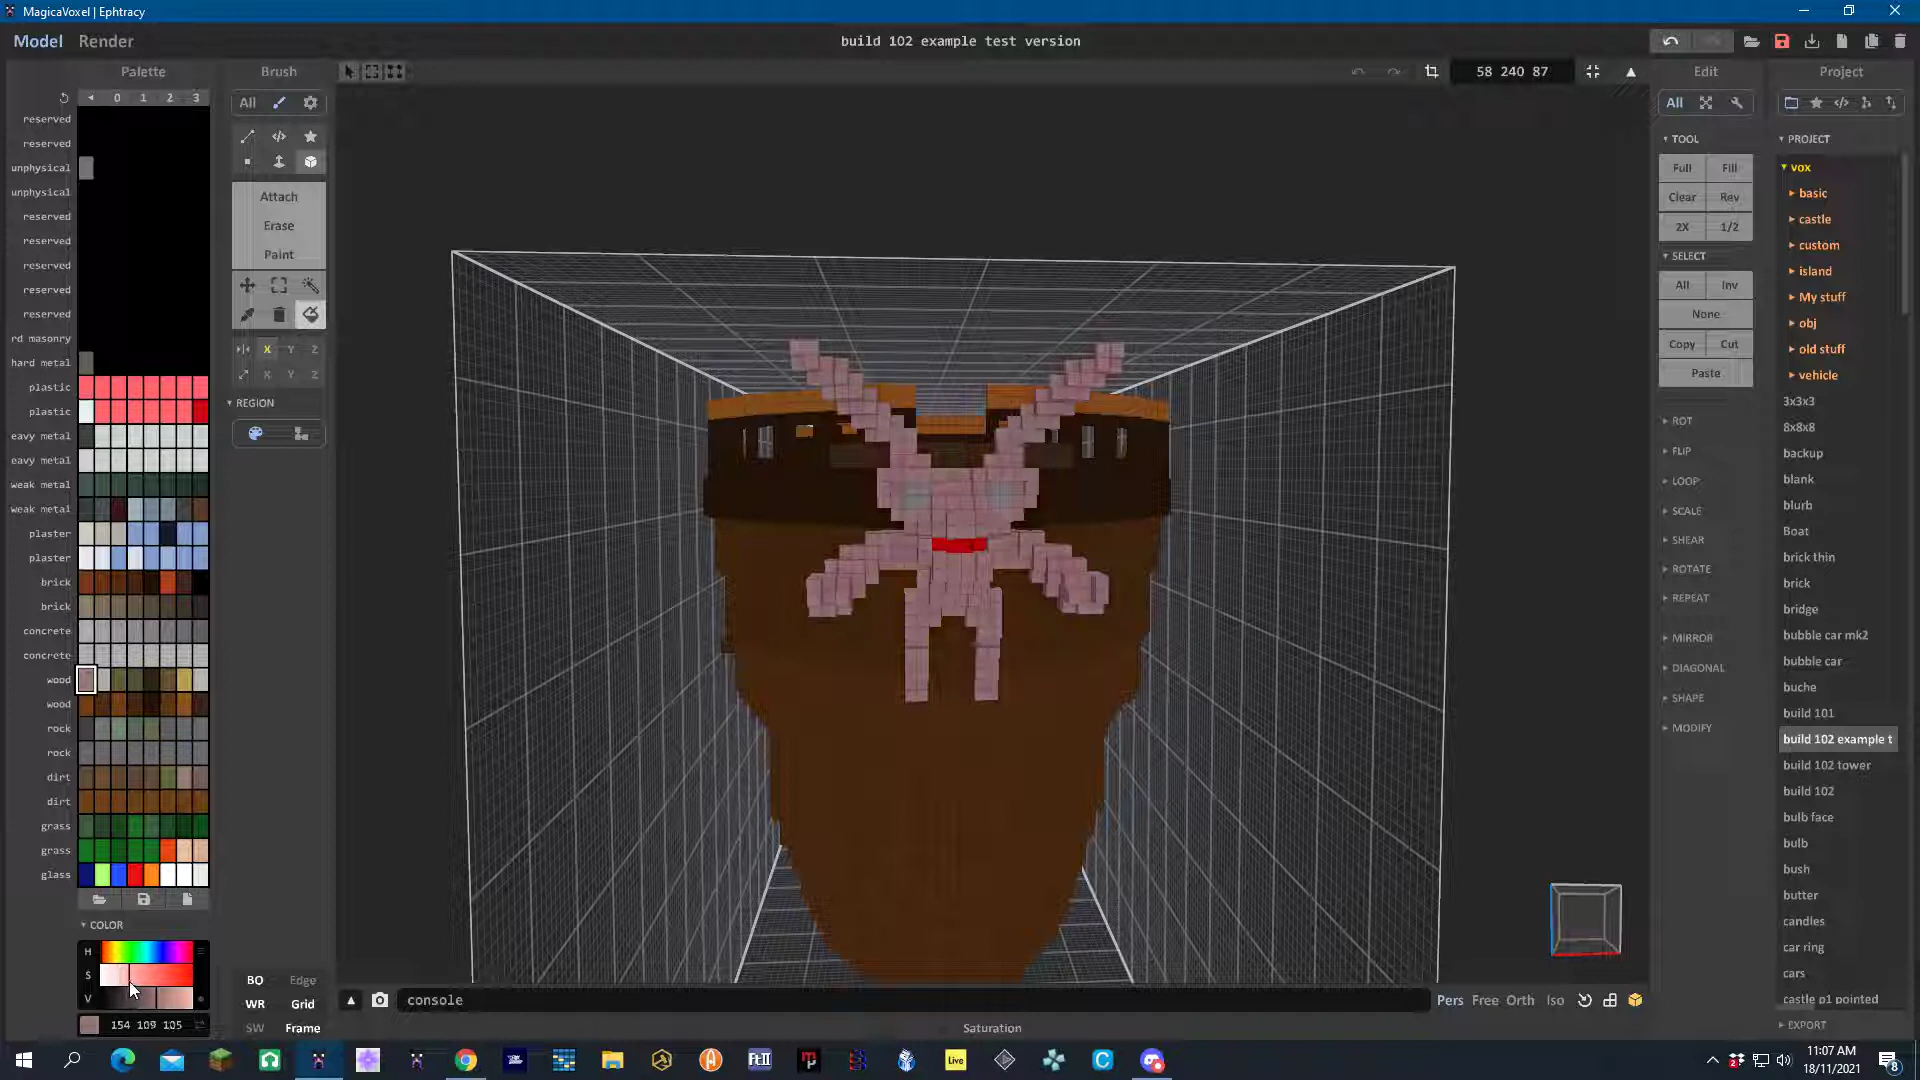 MagicaVoxel | Ephtracy
Model Render
build 102 example test version
Palette
0 1 2 3
reserved
reserved
unphysical
unphysical
reserved
reserved
reserved
reserved
reserved
rd masonry
hard metal
plastic
plastic
eavy metal
eavy metal
weak metal
weak metal
plaster
plaster
brick
brick
concrete
concrete
wood
wood
rock
rock
dirt
dirt
grass
grass
glass
COLOR
H
S
V
154 109 105
Brush
All
Attach
Erase
Paint
X Y Z
X Y Z
REGION
BO Edge
WR Grid
SW Frame
58 240 87
console
Pers Free Orth Iso
Saturation
Edit
All
TOOL
Full Fill
Clear Rev
2X 1/2
SELECT
All Inv
None
Copy Cut
Paste
ROT
FLIP
LOOP
SCALE
SHEAR
ROTATE
REPEAT
MIRROR
DIAGONAL
SHAPE
MODIFY
Project
PROJECT
vox
basic
castle
custom
island
My stuff
obj
old stuff
vehicle
3x3x3
8x8x8
backup
blank
blurb
Boat
brick thin
brick
bridge
bubble car mk2
bubble car
buche
build 101
build 102 example t
build 102 tower
build 102
bulb face
bulb
bush
butter
candles
car ring
cars
castle p1 pointed
EXPORT
Live
11:07 AM
18/11/2021
8